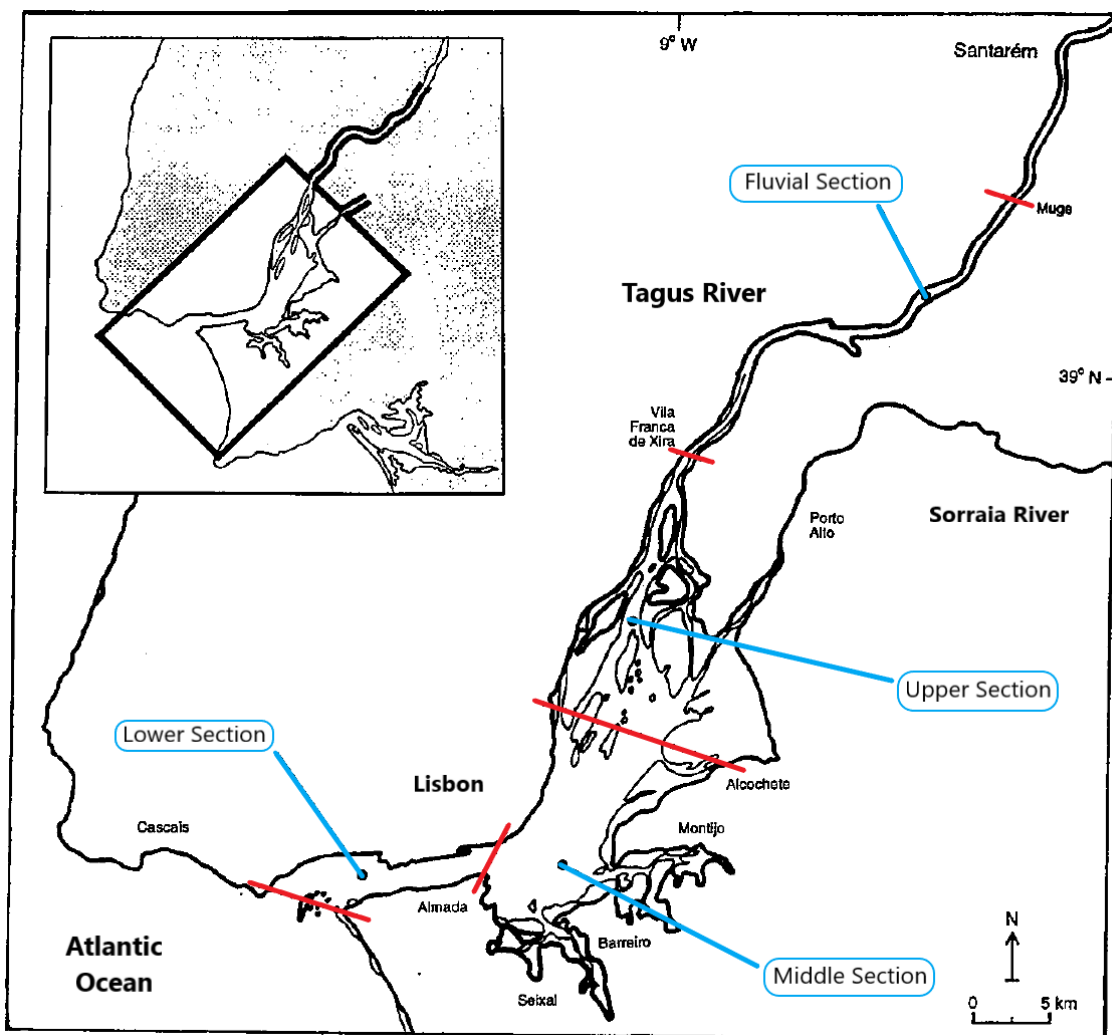 9° W
Santarém
Fluvial Section
Muge
Tagus River
39° N
Vila
Franca
de Xira
Porto
Alto
Sorraia River
Upper Section
Lower Section
Lisbon
Alcochete
Cascais
Montijo
Almada
Barreiro
Atlantic
Ocean
Middle Section
Seixal
N
0 5 km